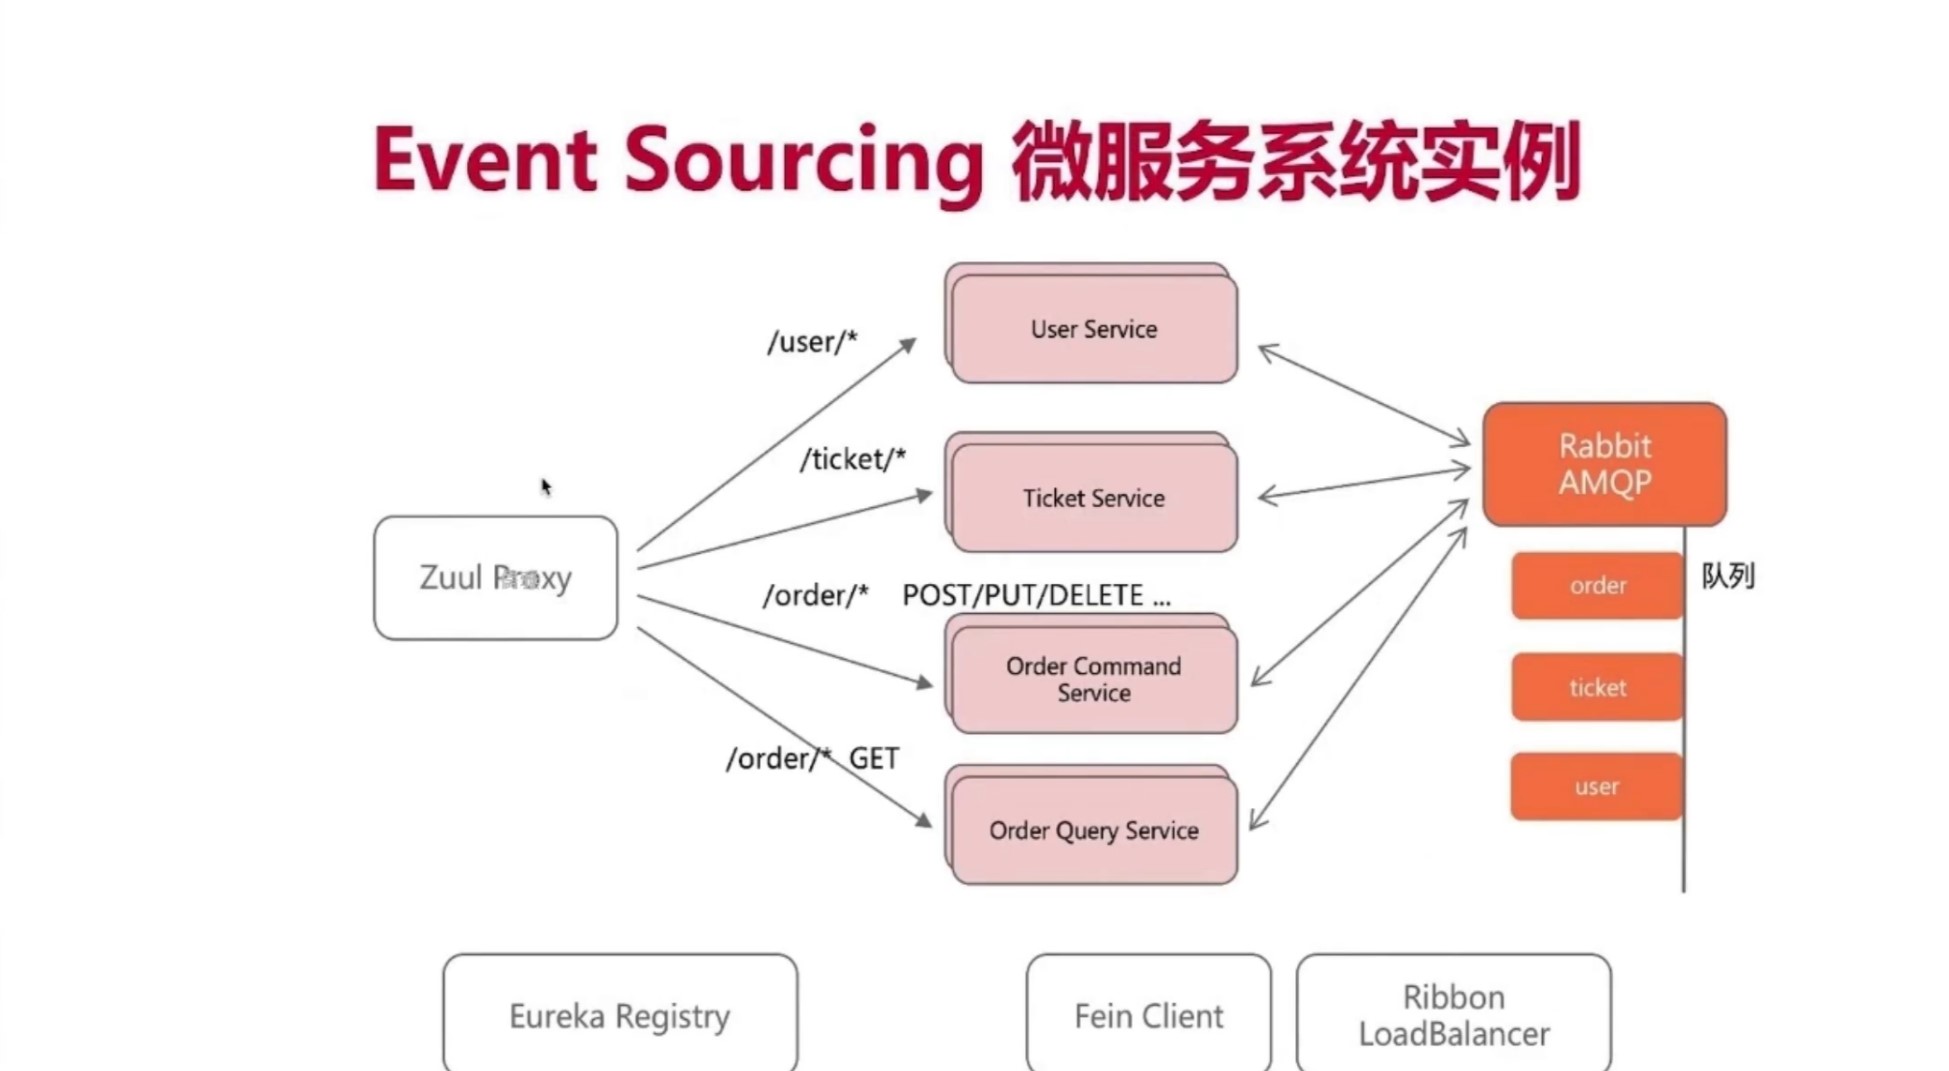 Event Sourcing 微服务系统实例
/user/*
User Service
/ticket/*
Ticket Service
Rabbit
AMQP
Zuul Proxy
/order/* POST/PUT/DELETE ...
order
队列
Order Command
Service
ticket
/order/* GET
user
Order Query Service
Eureka Registry
Fein Client
Ribbon
LoadBalancer